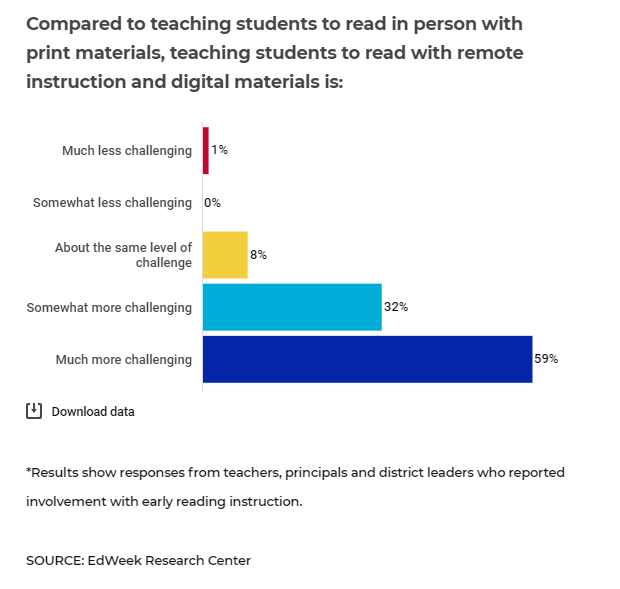 Compared to teaching students to read in person with
print materials, teaching students to read with remote
instruction and digital materials is:
Much less challenging 1%
Somewhat less challenging 0%
About the same level of
challenge 8%
Somewhat more challenging 32%
Much more challenging 59%
Download data
*Results show responses from teachers, principals and district leaders who reported
involvement with early reading instruction.
SOURCE: EdWeek Research Center